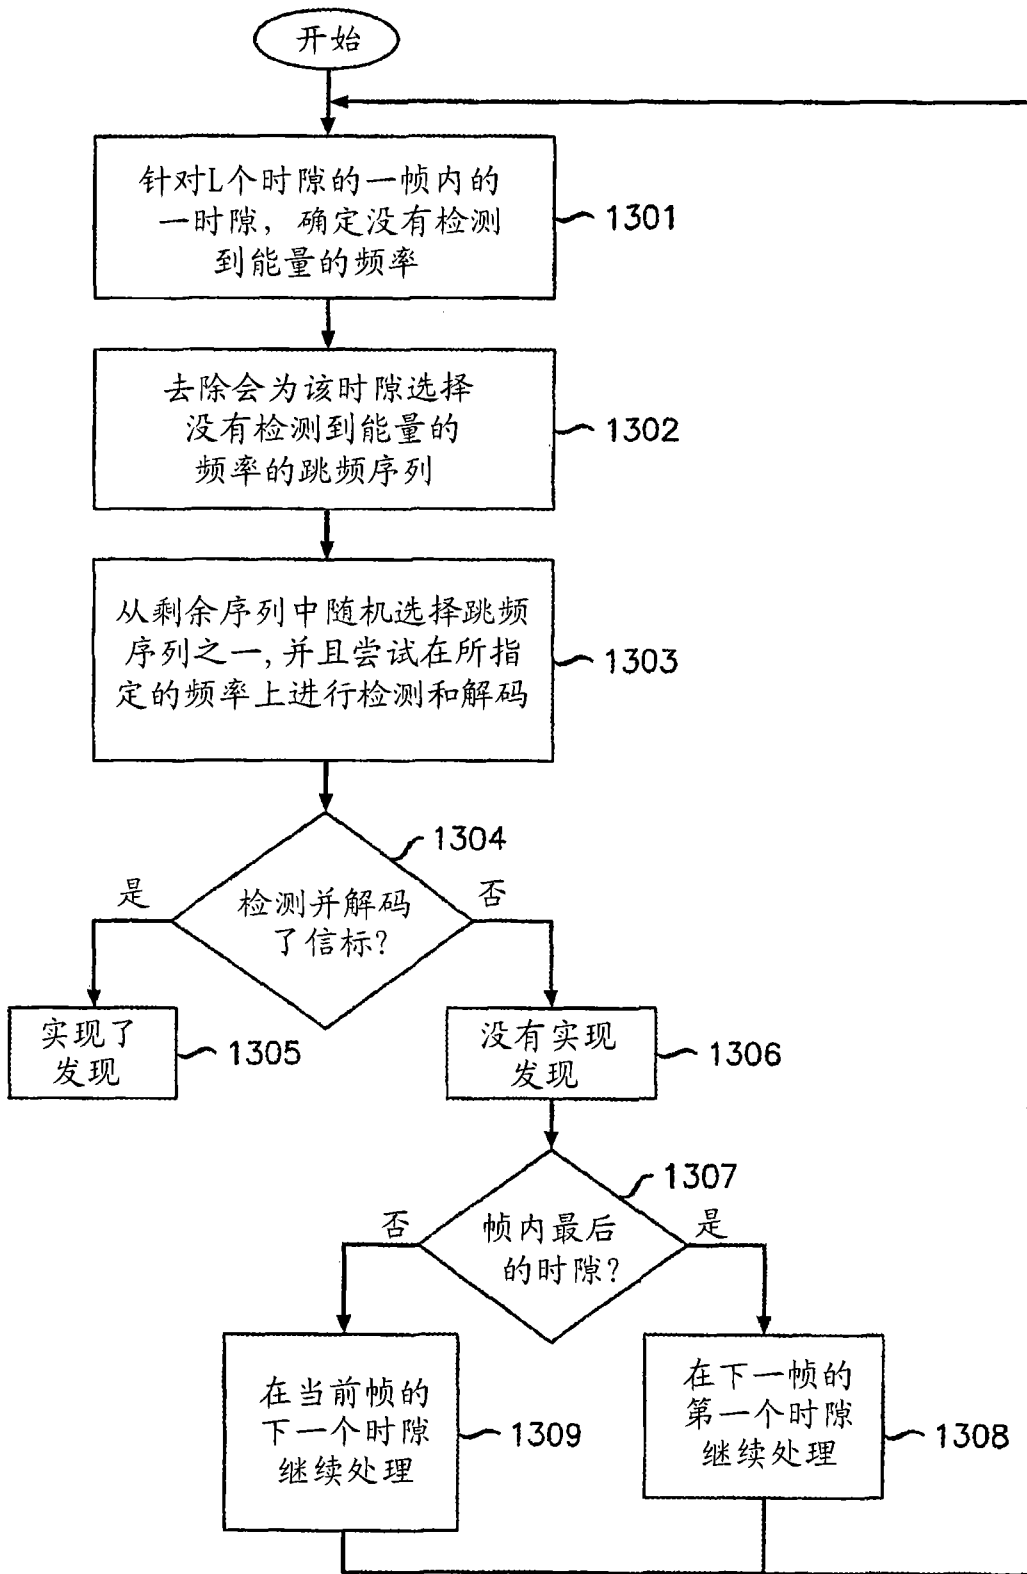 开始
针对L个时隙的一帧内的
一时隙，确定没有检测
到能量的频率
1301
去除会为该时隙选择
没有检测到能量的
频率的跳频序列
1302
从剩余序列中随机选择跳频
序列之一,并且尝试在所指
定的频率上进行检测和解码
1303
1304
检测并解码
了信标?
是
否
实现了
发现
1305
没有实现
发现
1306
1307
帧内最后
的时隙?
否
是
在当前帧的
下一个时隙
继续处理
1309
在下一帧的
第一个时隙
继续处理
1308